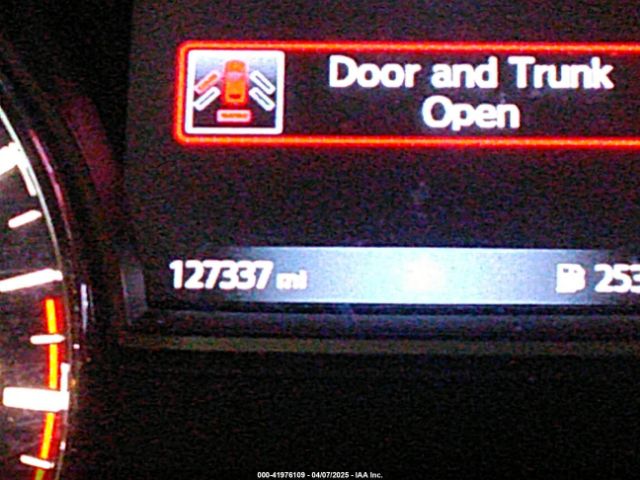 Door and Trunk
Open
127337 mi
253
000-41976109 - 04/07/2025 - IAA Inc.